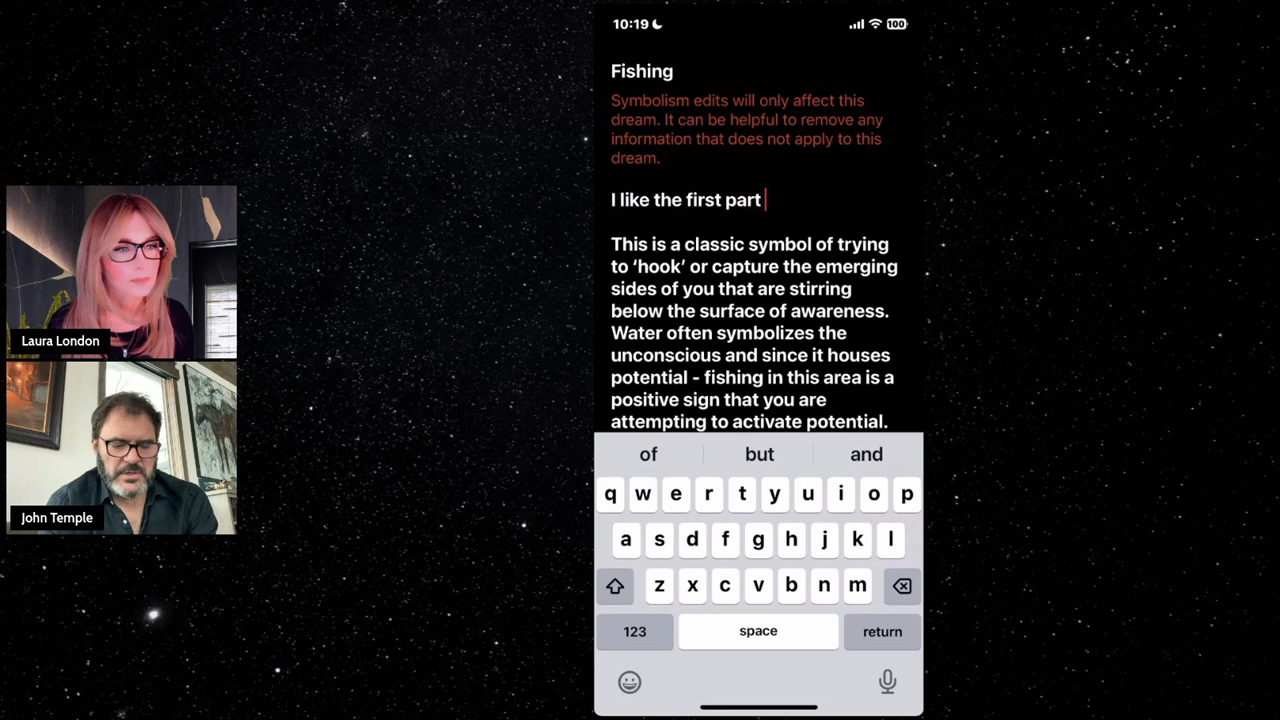 10:19
100
Fishing
Symbolism edits will only affect this
dream. It can be helpful to remove any
information that does not apply to this
dream.
I like the first part
This is a classic symbol of trying
to ‘hook’ or capture the emerging
sides of you that are stirring
below the surface of awareness.
Water often symbolizes the
unconscious and since it houses
potential - fishing in this area is a
positive sign that you are
attempting to activate potential.
of but and
q w e r t y u i o p
a s d f g h j k l
z x c v b n m
123 space return
Laura London
John Temple